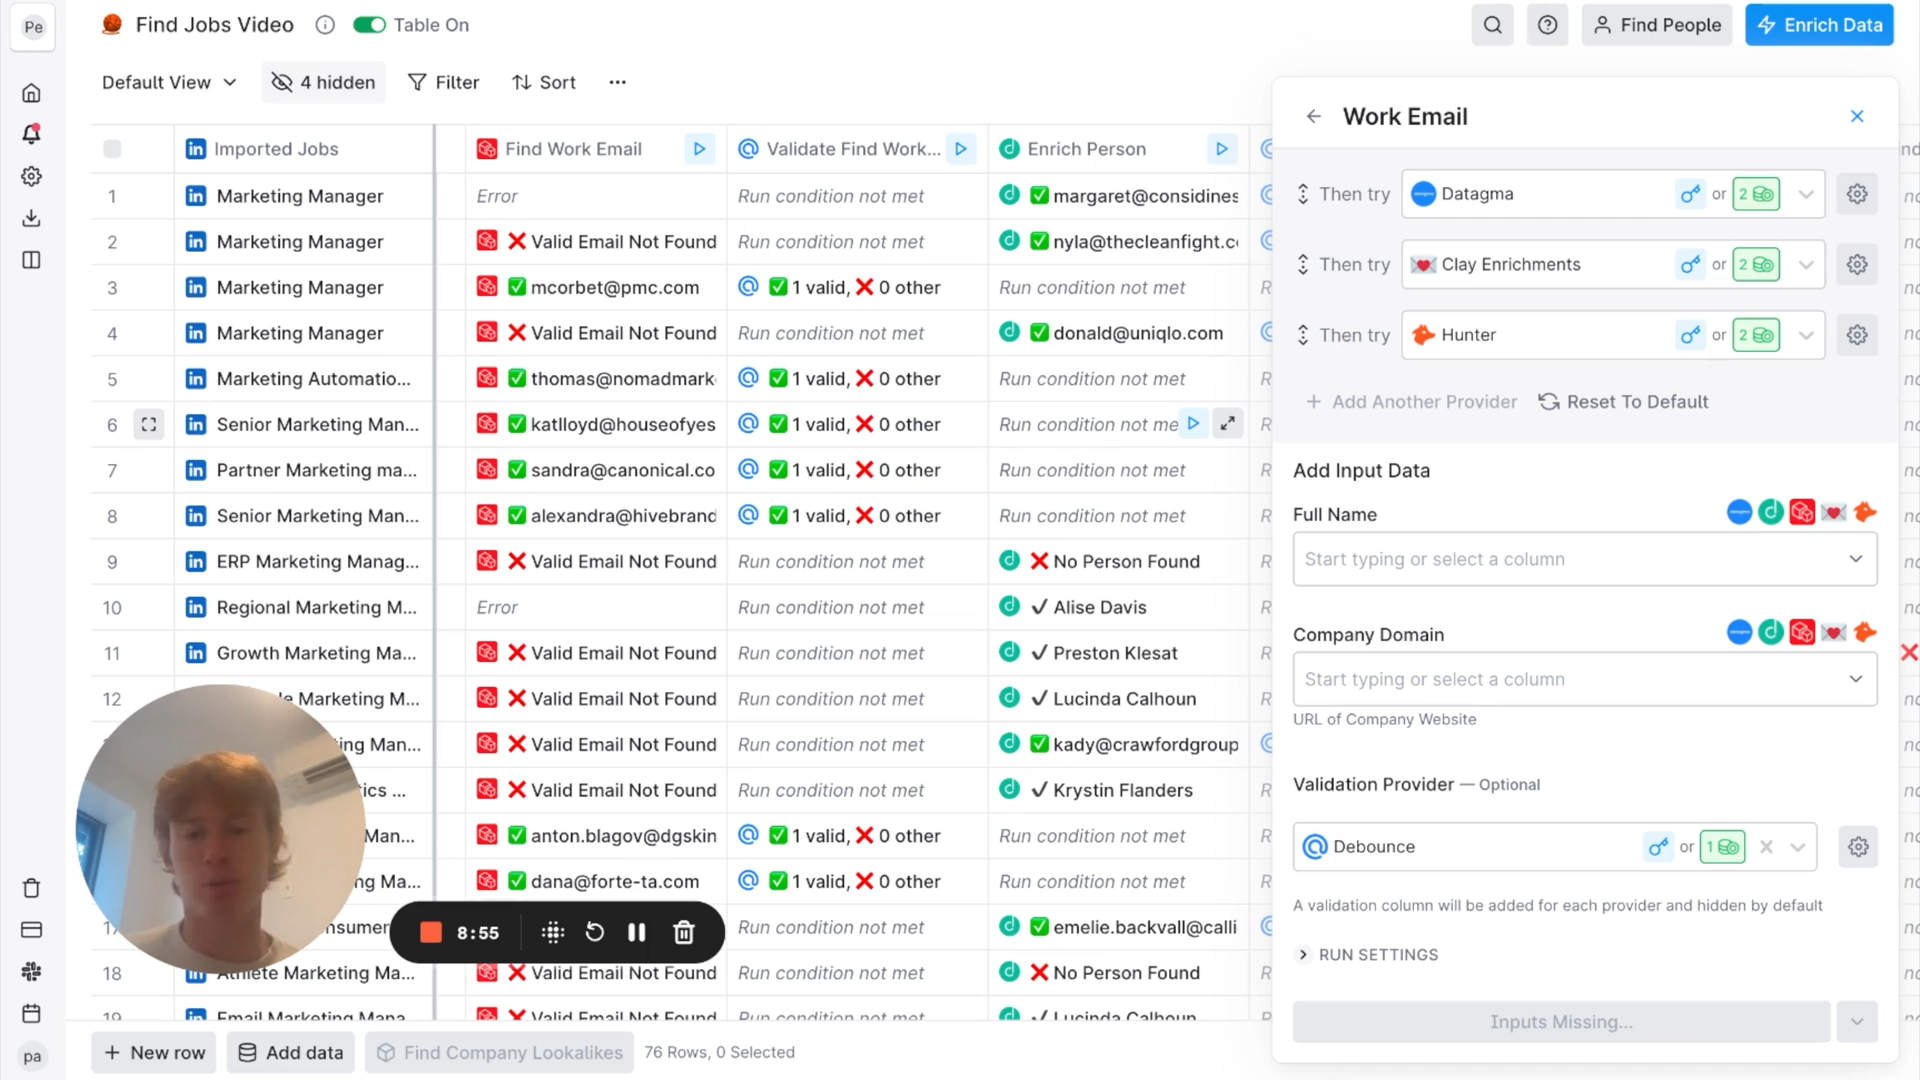 Pe
Find Jobs Video
Table On
Find People
Enrich Data
Default View
4 hidden
Filter
Sort
Imported Jobs
Find Work Email
Validate Find Work...
Enrich Person
1 Marketing Manager Error Run condition not met ✅ margaret@considines
2 Marketing Manager ❌ Valid Email Not Found Run condition not met ✅ nyla@thecleanfight.c
3 Marketing Manager ✅ mcorbet@pmc.com ✅ 1 valid, ❌ 0 other Run condition not met
4 Marketing Manager ❌ Valid Email Not Found Run condition not met ✅ donald@uniqlo.com
5 Marketing Automatio... ✅ thomas@nomadmark ✅ 1 valid, ❌ 0 other Run condition not met
6 Senior Marketing Man... ✅ katlloyd@houseofyes ✅ 1 valid, ❌ 0 other Run condition not me
7 Partner Marketing ma... ✅ sandra@canonical.co ✅ 1 valid, ❌ 0 other Run condition not met
8 Senior Marketing Man... ✅ alexandra@hivebrand ✅ 1 valid, ❌ 0 other Run condition not met
9 ERP Marketing Manag... ❌ Valid Email Not Found Run condition not met ❌ No Person Found
10 Regional Marketing M... Error Run condition not met ✓ Alise Davis
11 Growth Marketing Ma... ❌ Valid Email Not Found Run condition not met ✓ Preston Klesat
12 Marketing M... ❌ Valid Email Not Found Run condition not met ✓ Lucinda Calhoun
ing Man... ❌ Valid Email Not Found Run condition not met ✅ kady@crawfordgroup
tics ... ❌ Valid Email Not Found Run condition not met ✓ Krystin Flanders
Man... ✅ anton.blagov@dgskin ✅ 1 valid, ❌ 0 other Run condition not met
ng Ma... ✅ dana@forte-ta.com ✅ 1 valid, ❌ 0 other Run condition not met
17 Run condition not met ✅ emelie.backvall@calli
18 Athlete Marketing Ma... ❌ Valid Email Not Found Run condition not met ❌ No Person Found
19 Email Marketing Mana... ❌ Valid Email Not Found Run condition not met ✓ Lucinda Calhoun
8:55
pa
New row
Add data
Find Company Lookalikes
76 Rows, 0 Selected
Work Email
Then try Datagma or 2
Then try Clay Enrichments or 2
Then try Hunter or 2
Add Another Provider
Reset To Default
Add Input Data
Full Name
Start typing or select a column
Company Domain
Start typing or select a column
URL of Company Website
Validation Provider — Optional
Debounce or 1
A validation column will be added for each provider and hidden by default
RUN SETTINGS
Inputs Missing...